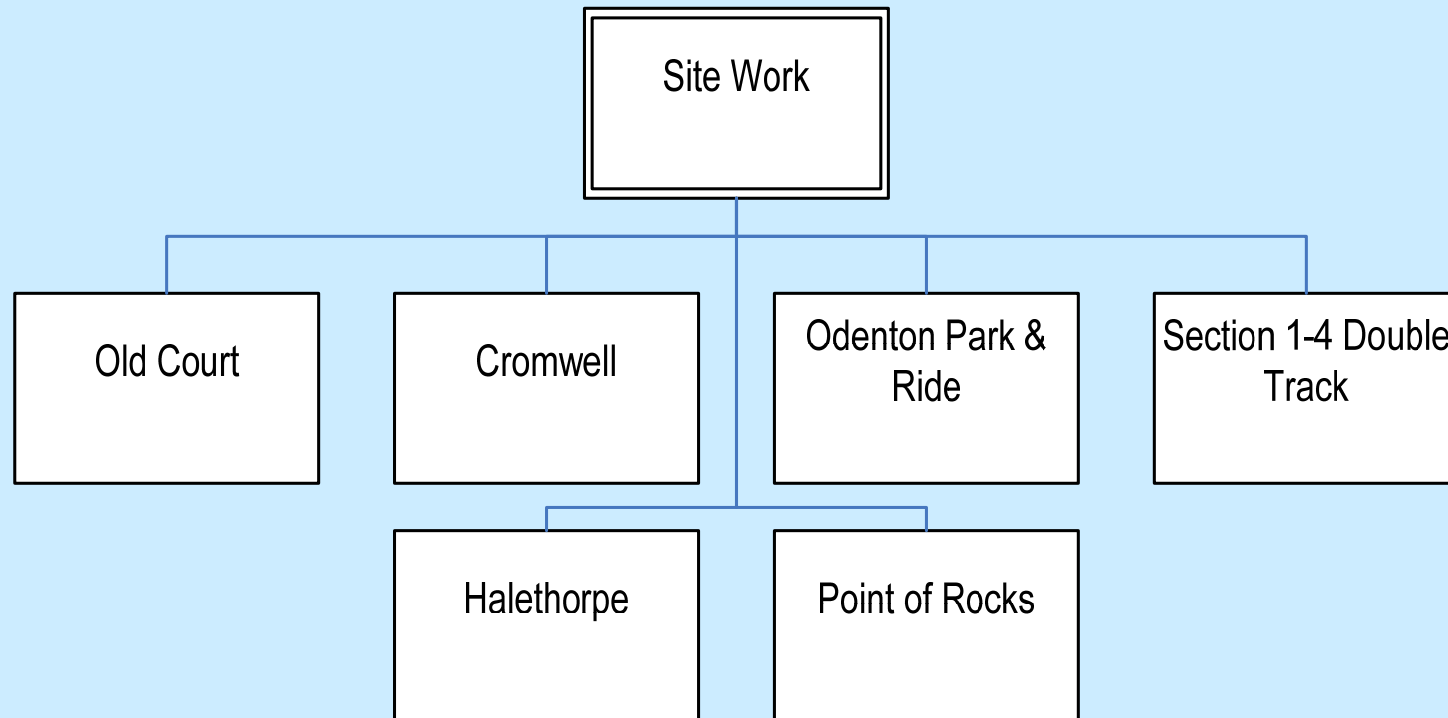 Site Work
Old Court
Cromwell
Odenton Park &
Ride
Section 1-4 Double
Track
Halethorpe
Point of Rocks